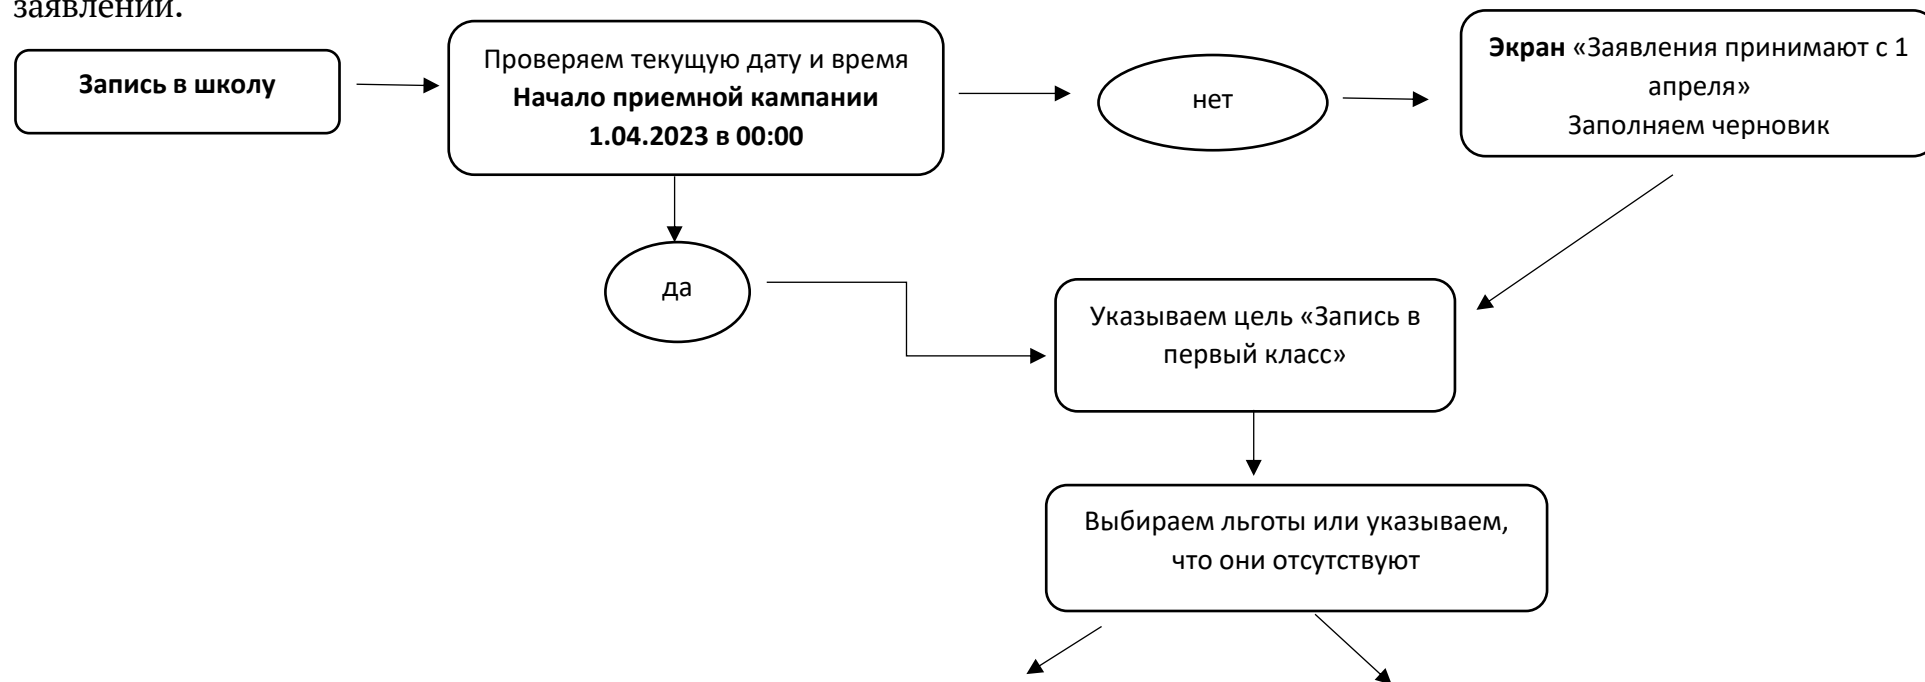 заявлений.
Запись в школу
Проверяем текущую дату и время
Начало приемной кампании
1.04.2023 в 00:00
нет
Экран «Заявления принимают с 1
апреля»
Заполняем черновик
да
Указываем цель «Запись в
первый класс»
Выбираем льготы или указываем,
что они отсутствуют